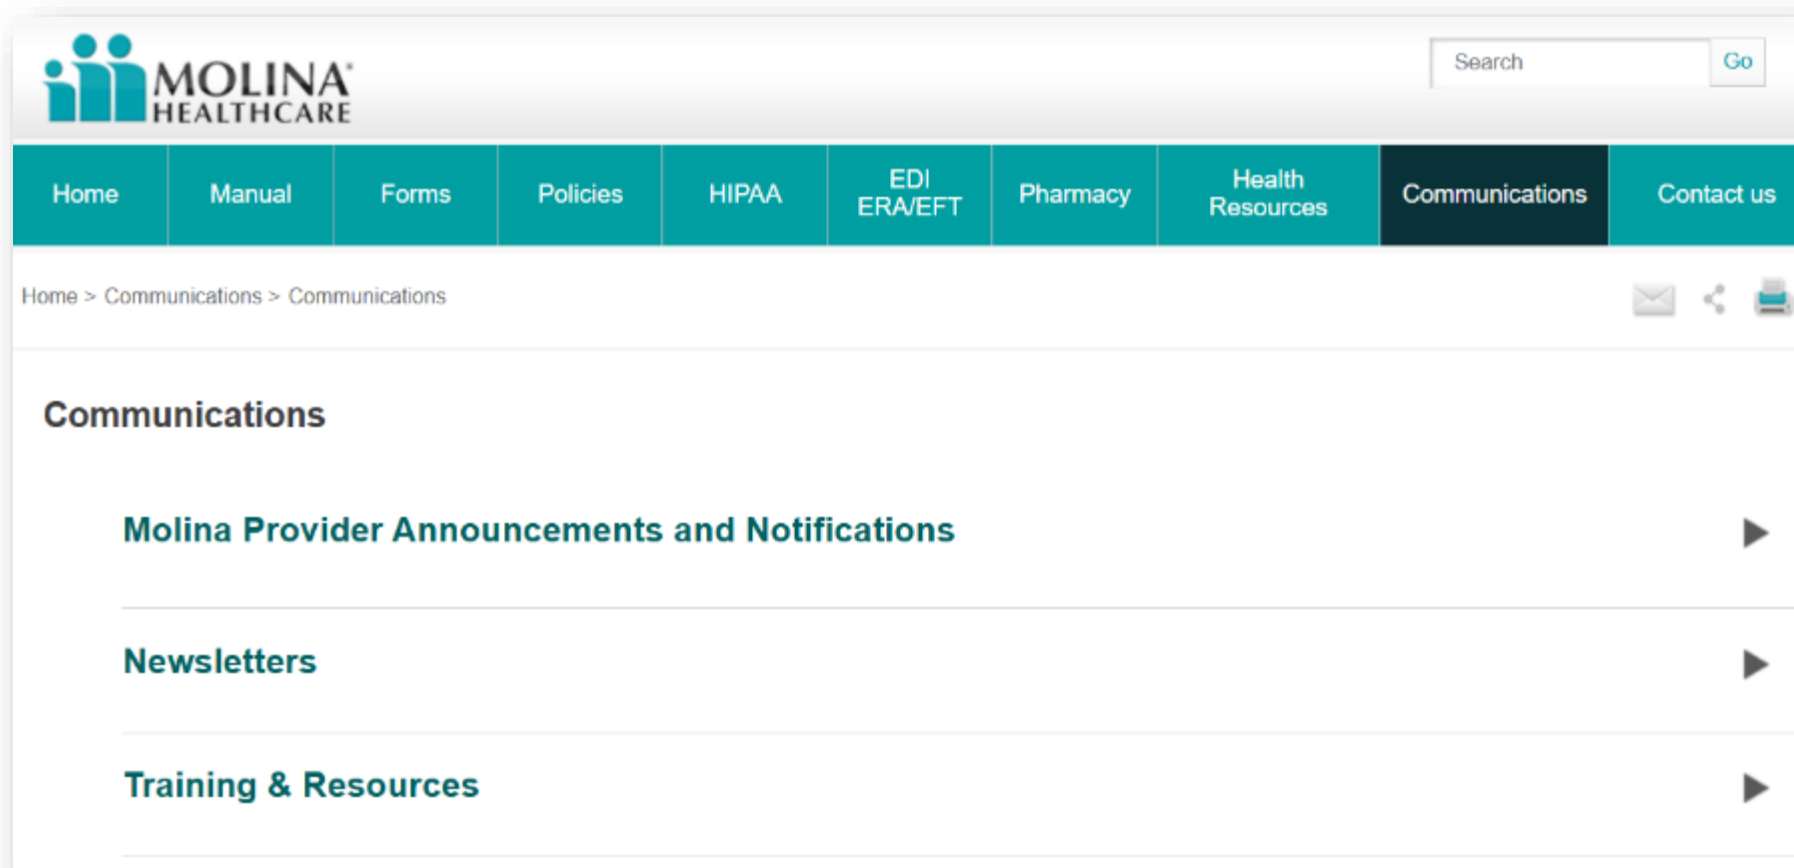 MOLINA
HEALTHCARE
Search
Go
Home
Manual
Forms
Policies
HIPAA
EDI
ERA/EFT
Pharmacy
Health
Resources
Communications
Contact us
Home > Communications > Communications
Communications
Molina Provider Announcements and Notifications
Newsletters
Training & Resources